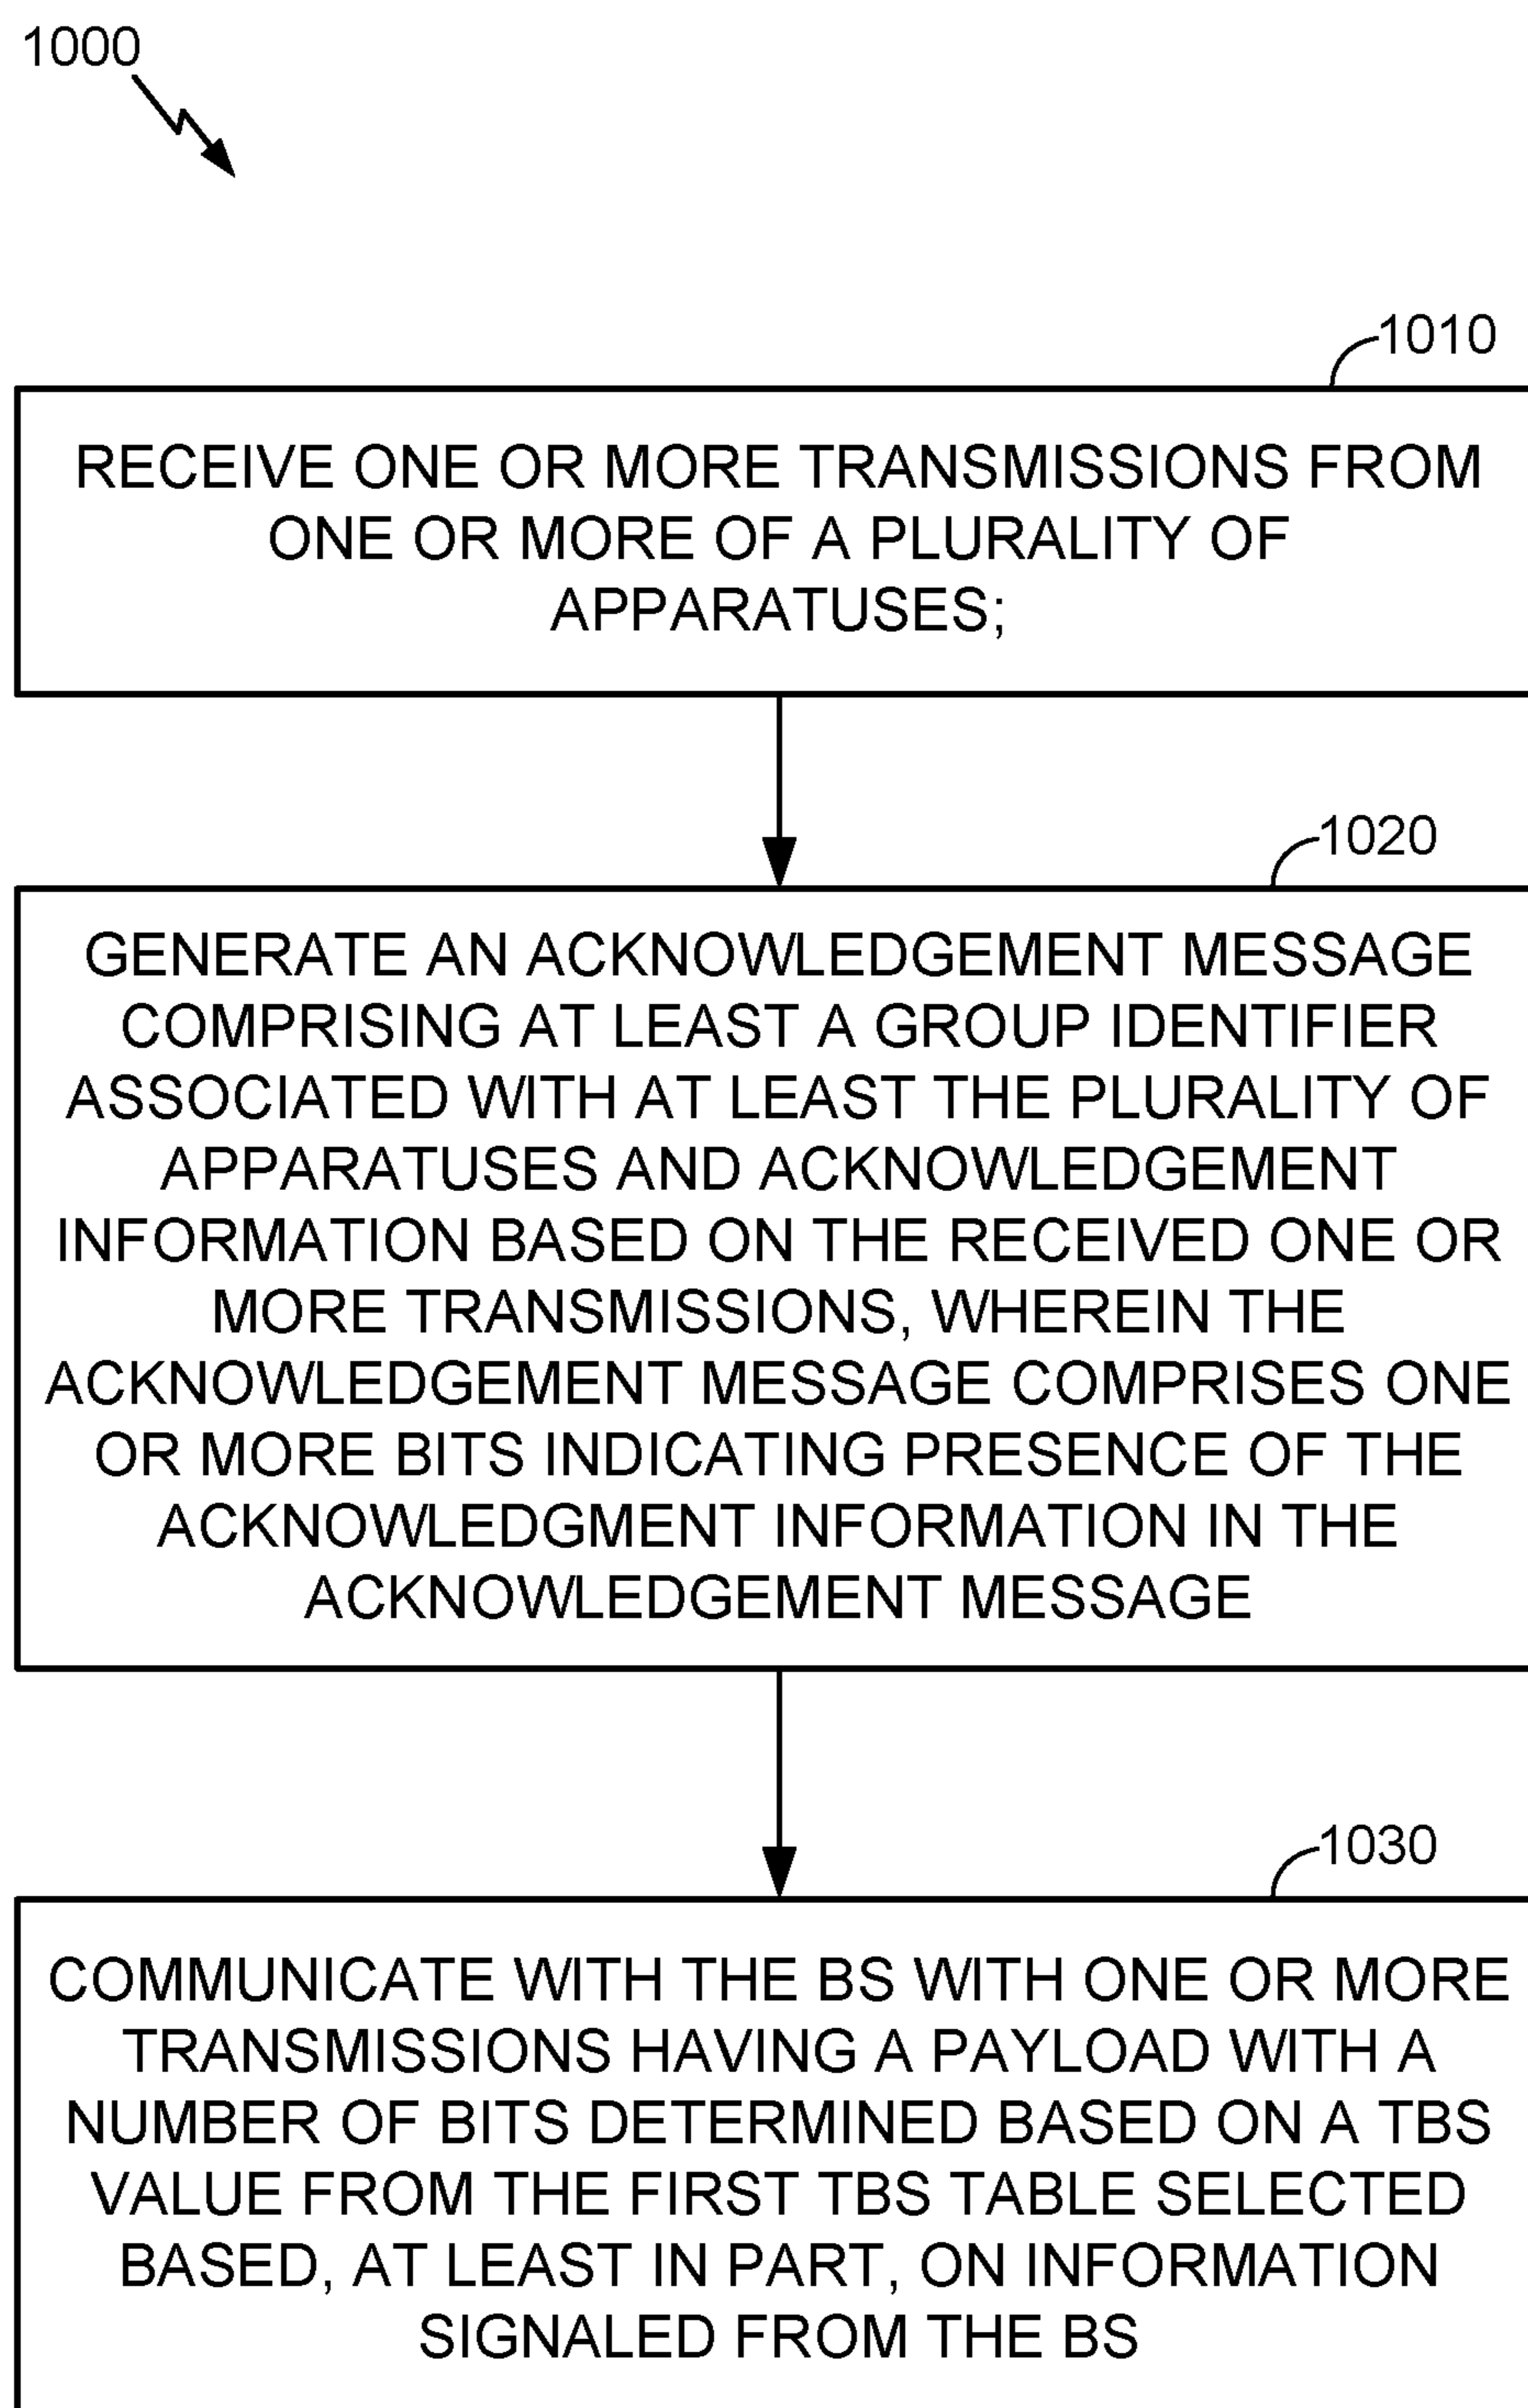 1000
1010
RECEIVE ONE OR MORE TRANSMISSIONS FROM
ONE OR MORE OF A PLURALITY OF
APPARATUSES;
1020
GENERATE AN ACKNOWLEDGEMENT MESSAGE
COMPRISING AT LEAST A GROUP IDENTIFIER
ASSOCIATED WITH AT LEAST THE PLURALITY OF
APPARATUSES AND ACKNOWLEDGEMENT
INFORMATION BASED ON THE RECEIVED ONE OR
MORE TRANSMISSIONS, WHEREIN THE
ACKNOWLEDGEMENT MESSAGE COMPRISES ONE
OR MORE BITS INDICATING PRESENCE OF THE
ACKNOWLEDGMENT INFORMATION IN THE
ACKNOWLEDGEMENT MESSAGE
1030
COMMUNICATE WITH THE BS WITH ONE OR MORE
TRANSMISSIONS HAVING A PAYLOAD WITH A
NUMBER OF BITS DETERMINED BASED ON A TBS
VALUE FROM THE FIRST TBS TABLE SELECTED
BASED, AT LEAST IN PART, ON INFORMATION
SIGNALED FROM THE BS